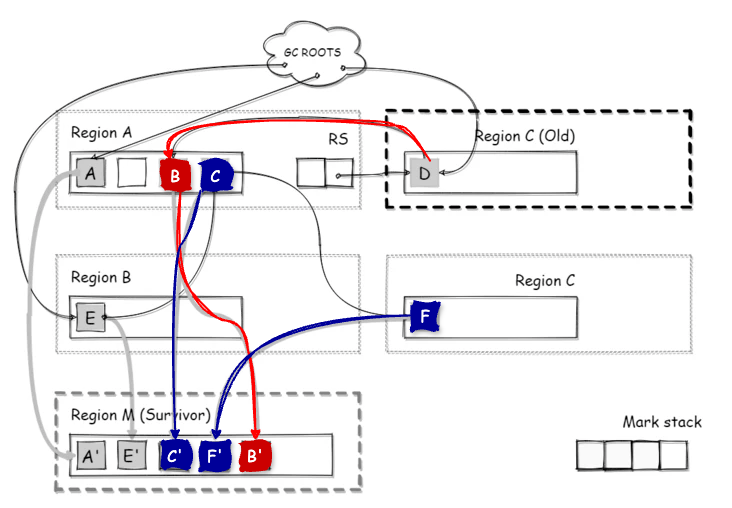 GC ROOTS
Region A
RS
Region C (Old)
A
B
C
D
Region B
Region C
E
F
Region M (Survivor)
Mark stack
A'
E'
C'
F'
B'